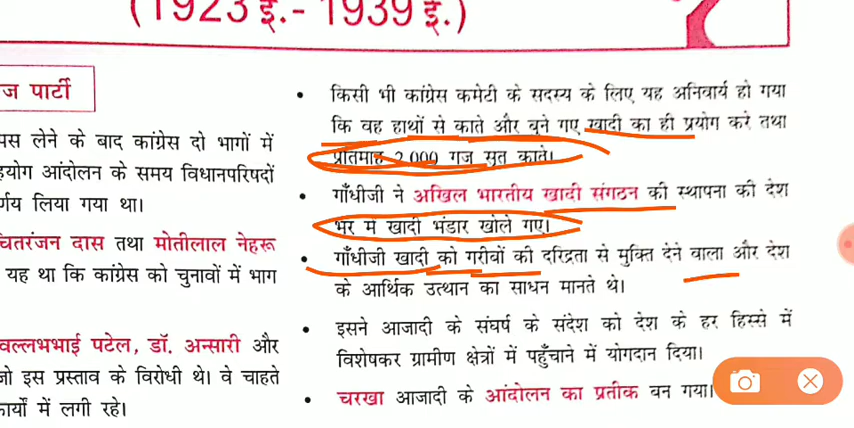 (1923 ई.- 1939 ई.)
ज पार्टी
पस लेने के बाद कांग्रेस दो भागों में
हयोग आंदोलन के समय विधानपरिषदों
र्णय लिया गया था।
चितरंजन दास तथा मोतीलाल नेहरू
यह था कि कांग्रेस को चुनावों में भाग
वल्लभभाई पटेल, डॉ. अन्सारी और
जो इस प्रस्ताव के विरोधी थे। वे चाहते
कार्यों में लगी रहे।
• किसी भी कांग्रेस कमेटी के सदस्य के लिए यह अनिवार्य हो गया
कि वह हाथों से काते और बुने गए खादी का ही प्रयोग करे तथा
प्रतिमाह 2,000 गज सूत काते।
• गाँधीजी ने अखिल भारतीय खादी संगठन की स्थापना की देश
भर में खादी भंडार खोले गए।
• गाँधीजी खादी को गरीबों की दरिद्रता से मुक्ति देने वाला और देश
के आर्थिक उत्थान का साधन मानते थे।
• इसने आजादी के संघर्ष के संदेश को देश के हर हिस्से में
विशेषकर ग्रामीण क्षेत्रों में पहुँचाने में योगदान दिया।
• चरखा आजादी के आंदोलन का प्रतीक बन गया।